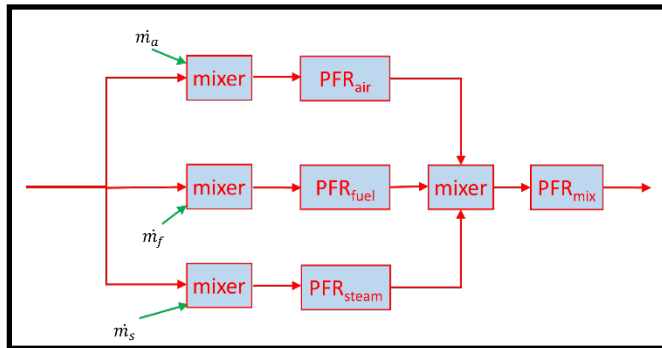 ṁₐ
mixer
PFRair
mixer
PFRfuel
mixer
PFRmix
ṁf
mixer
PFRsteam
ṁₛ